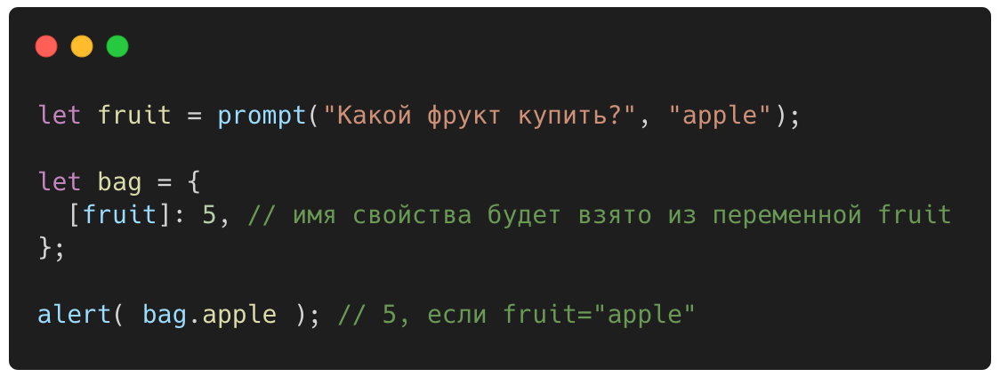 let fruit = prompt("Какой фрукт купить?", "apple");
let bag = {
  [fruit]: 5, // имя свойства будет взято из переменной fruit
};
alert( bag.apple ); // 5, если fruit="apple"